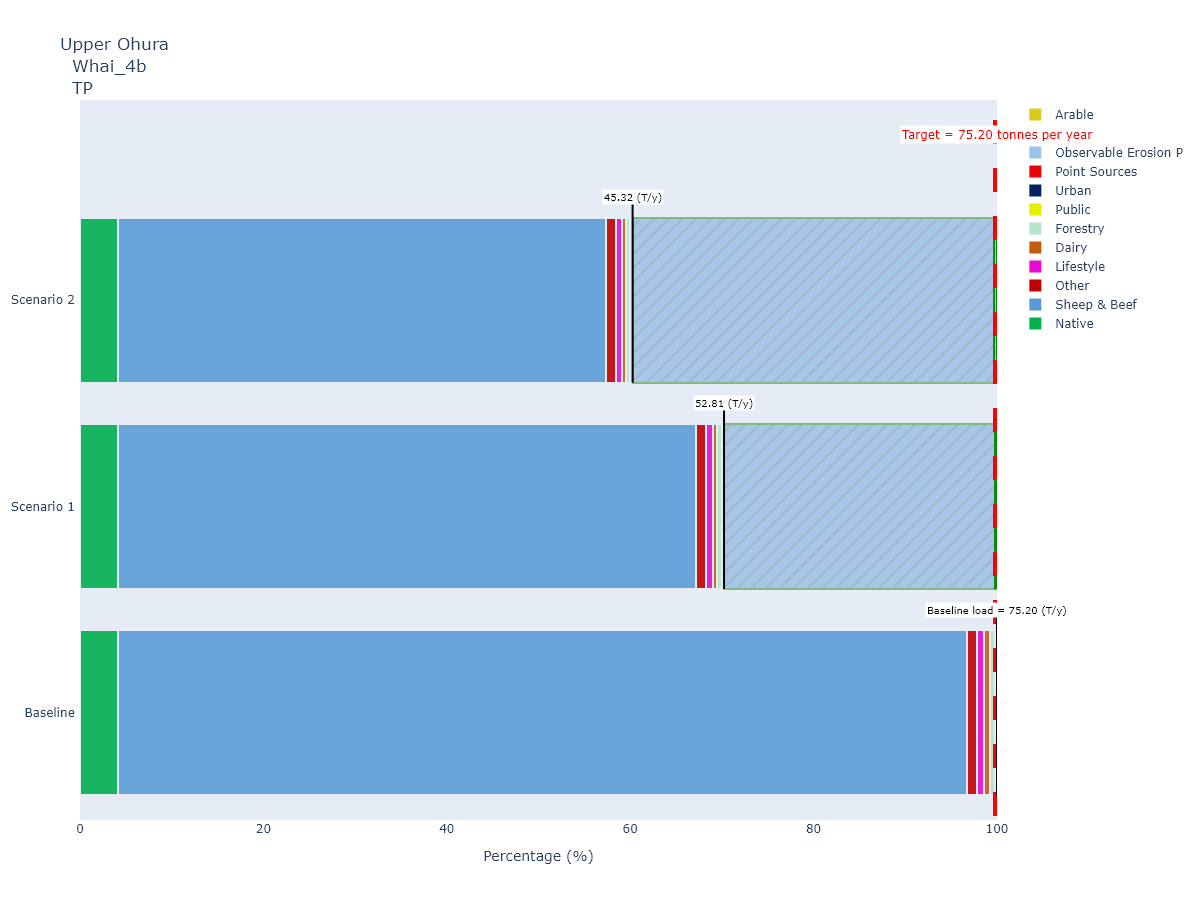 Upper Ohura
Whai_4b
TP
Arable
Target = 75.20 tonnes per year
Observable Erosion P
Point Sources
Urban
Public
Forestry
Dairy
Lifestyle
Other
Sheep & Beef
Native
45.32 (T/y)
Scenario 2
52.81 (T/y)
Scenario 1
Baseline load = 75.20 (T/y)
Baseline
0 20 40 60 80 100
Percentage (%)